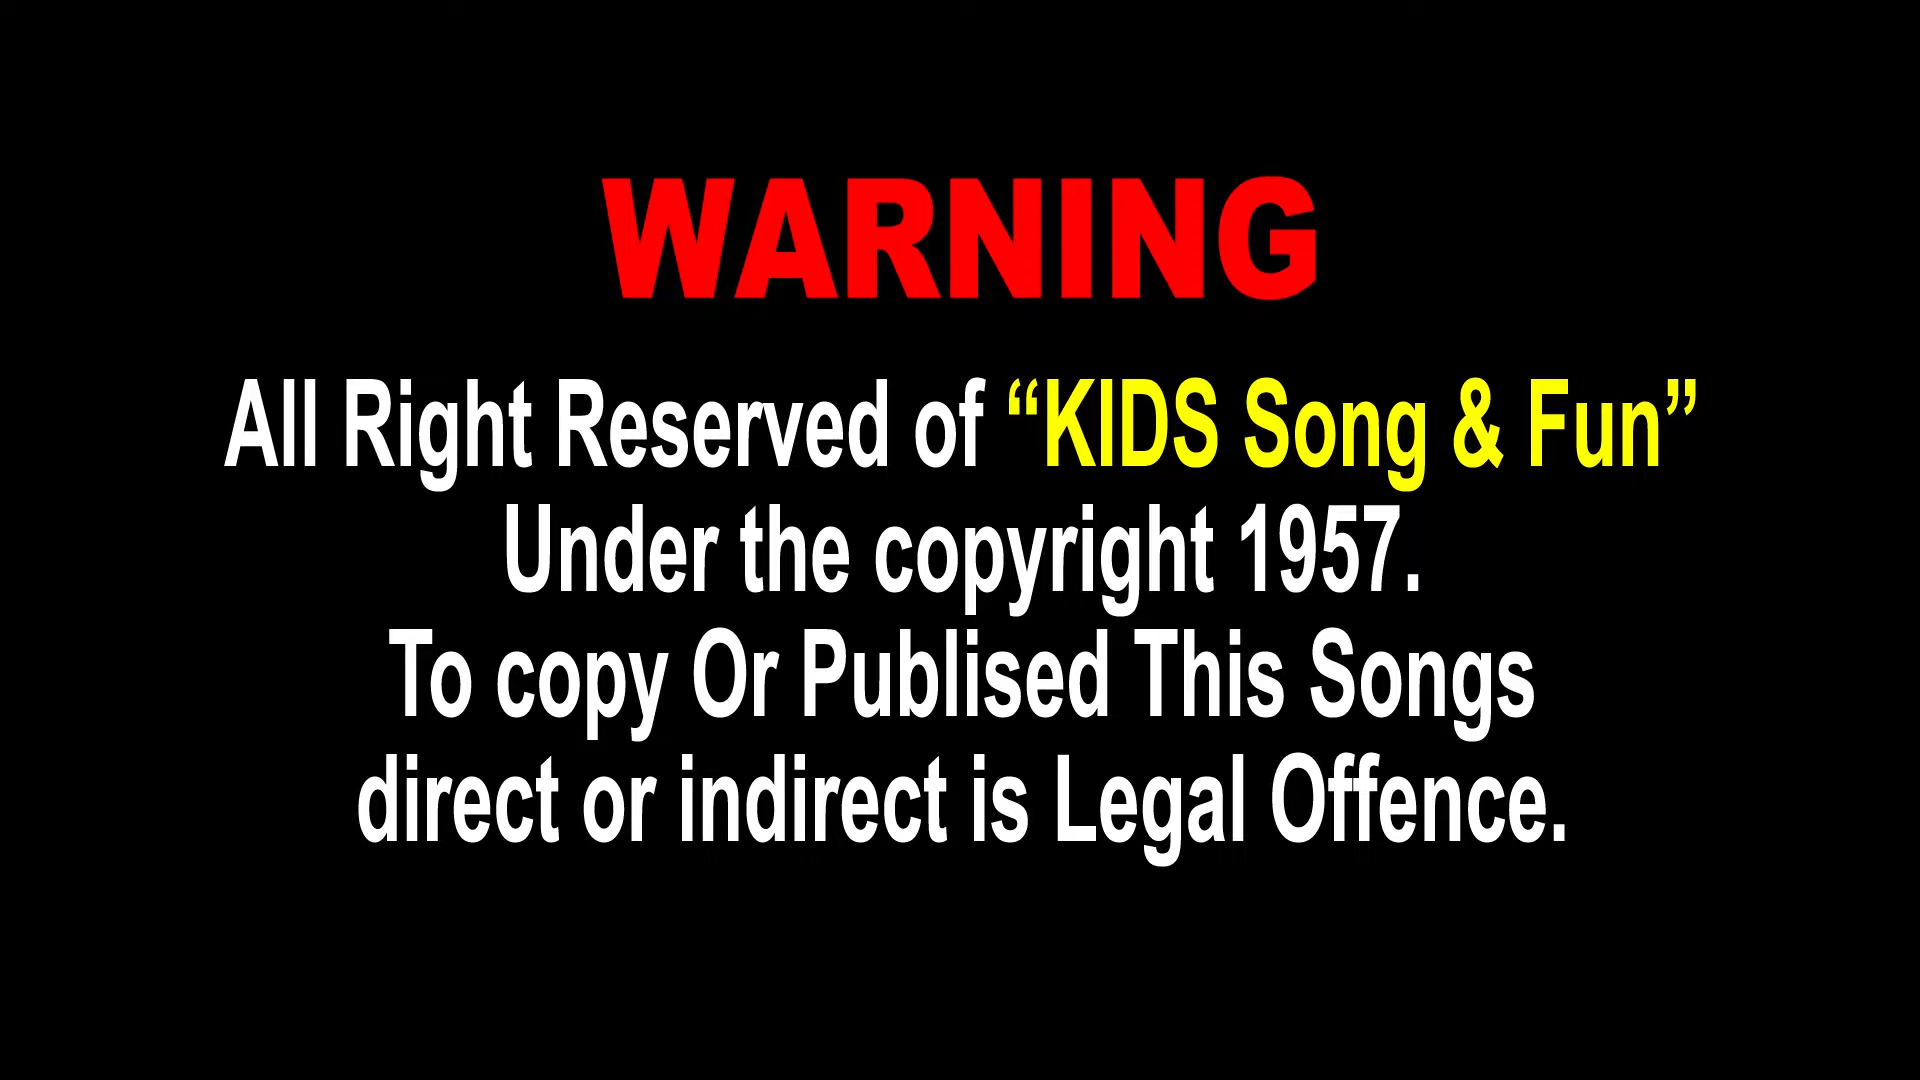 WARNING
All Right Reserved of “KIDS Song & Fun”
Under the copyright 1957.
To copy Or Publised This Songs
direct or indirect is Legal Offence.